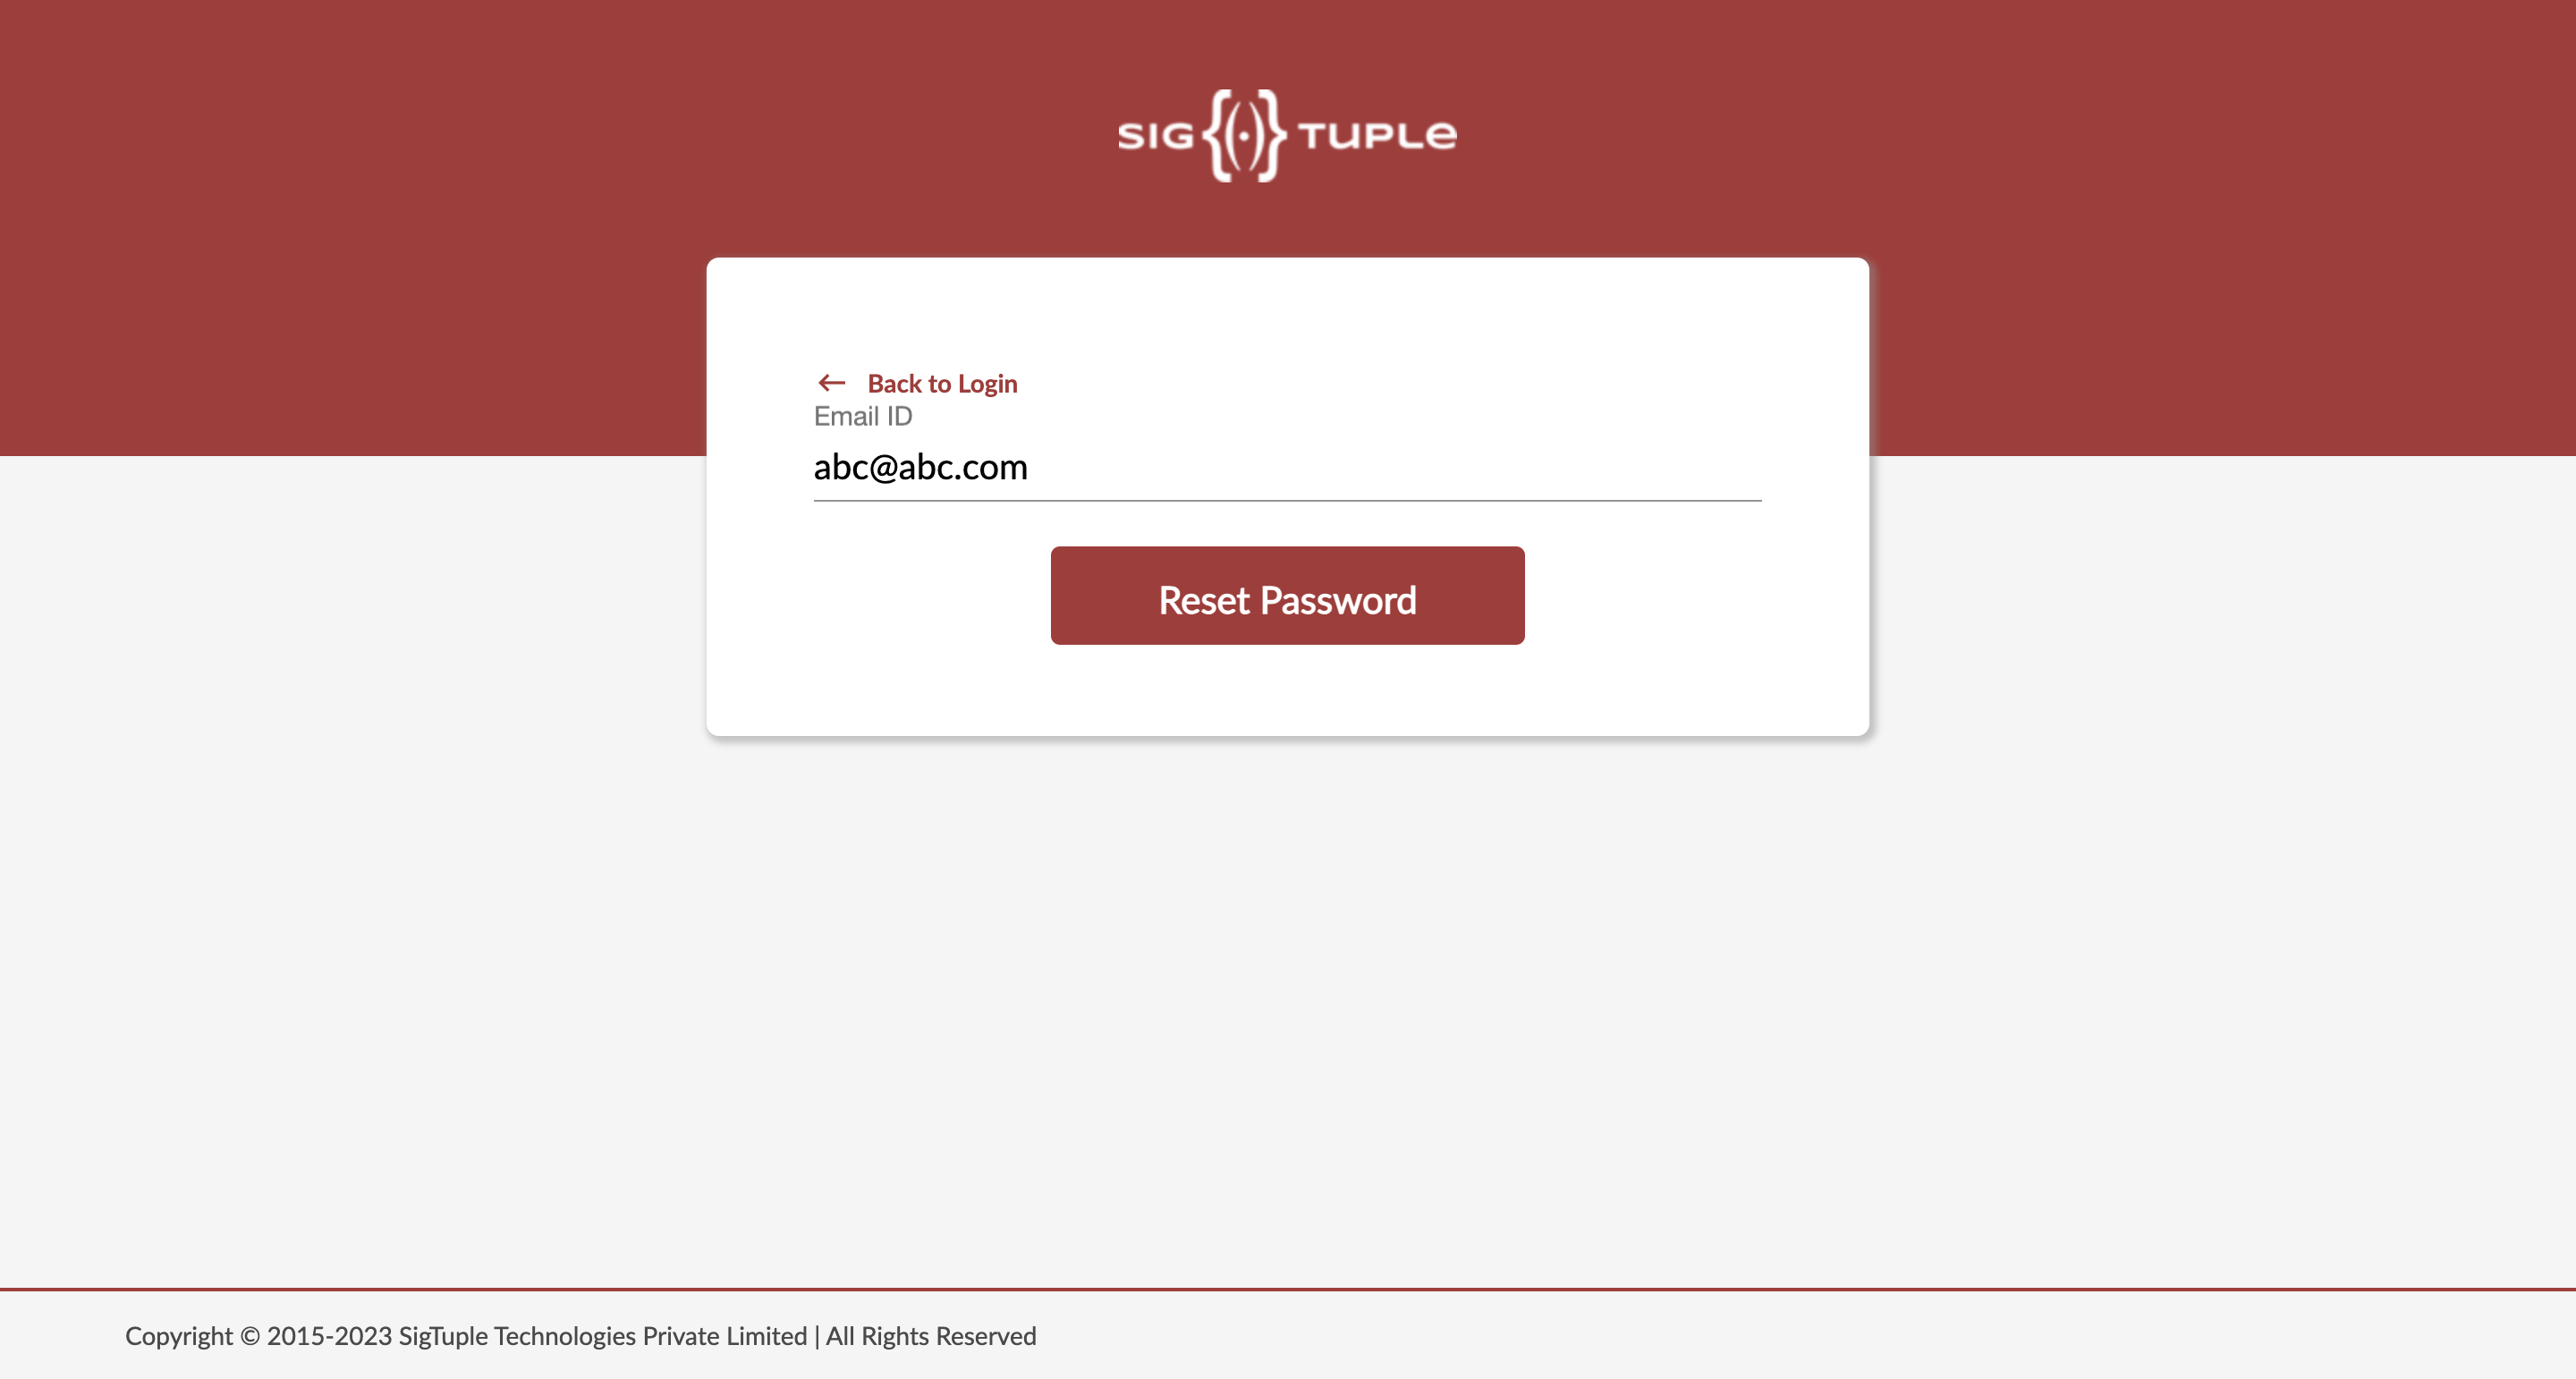 SIG{(·)}TUPLE
Back to Login
Email ID
abc@abc.com
Reset Password
Copyright © 2015-2023 SigTuple Technologies Private Limited | All Rights Reserved